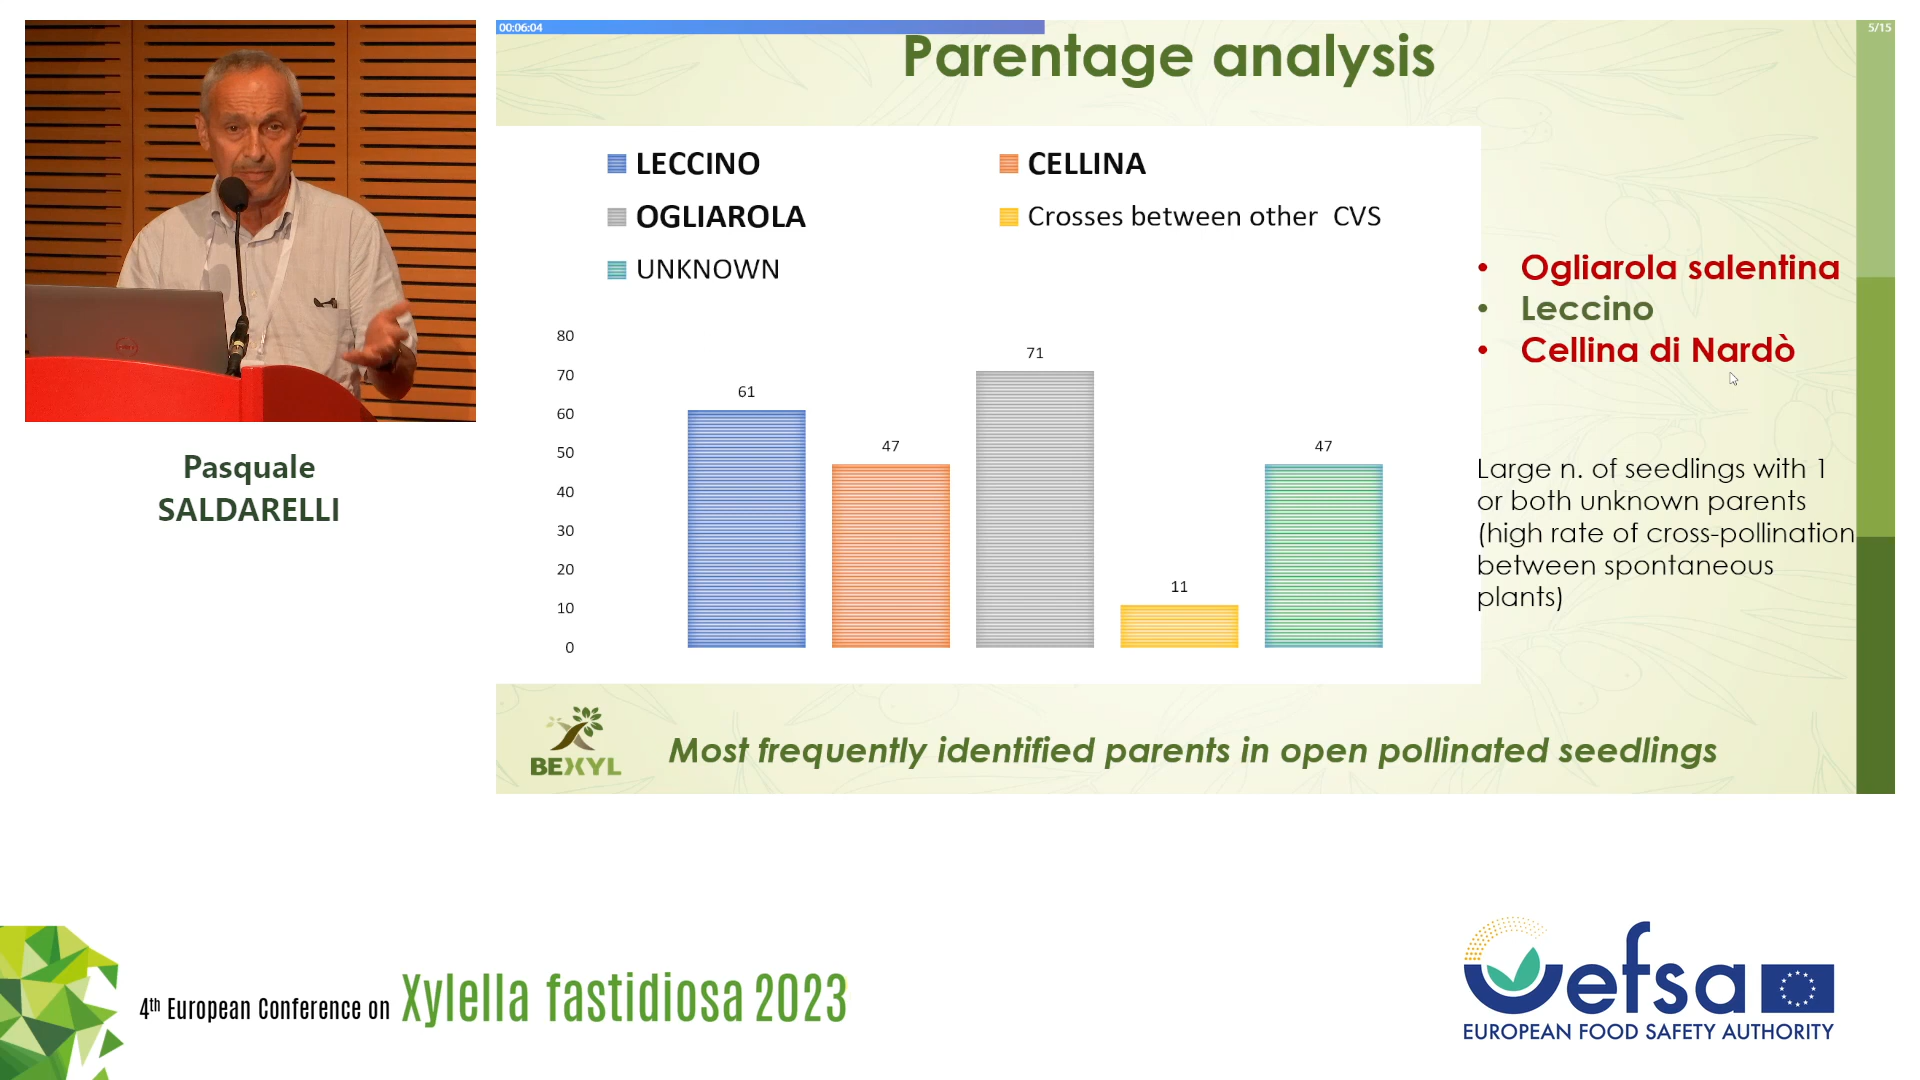 00:06:04
5/15
Parentage analysis
LECCINO
CELLINA
OGLIAROLA
Crosses between other CVS
UNKNOWN
80
70
60
50
40
30
20
10
0
61
47
71
11
47
• Ogliarola salentina
• Leccino
• Cellina di Nardò
Large n. of seedlings with 1
or both unknown parents
(high rate of cross-pollination
between spontaneous
plants)
BEXYL
Most frequently identified parents in open pollinated seedlings
Pasquale
SALDARELLI
4th European Conference on Xylella fastidiosa 2023
efsa
EUROPEAN FOOD SAFETY AUTHORITY